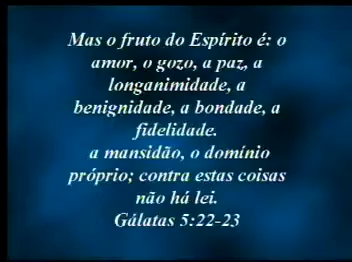 Mas o fruto do Espírito é: o
amor, o gozo, a paz, a
longanimidade, a
benignidade, a bondade, a
fidelidade.
a mansidão, o domínio
próprio; contra estas coisas
não há lei.
Gálatas 5:22-23